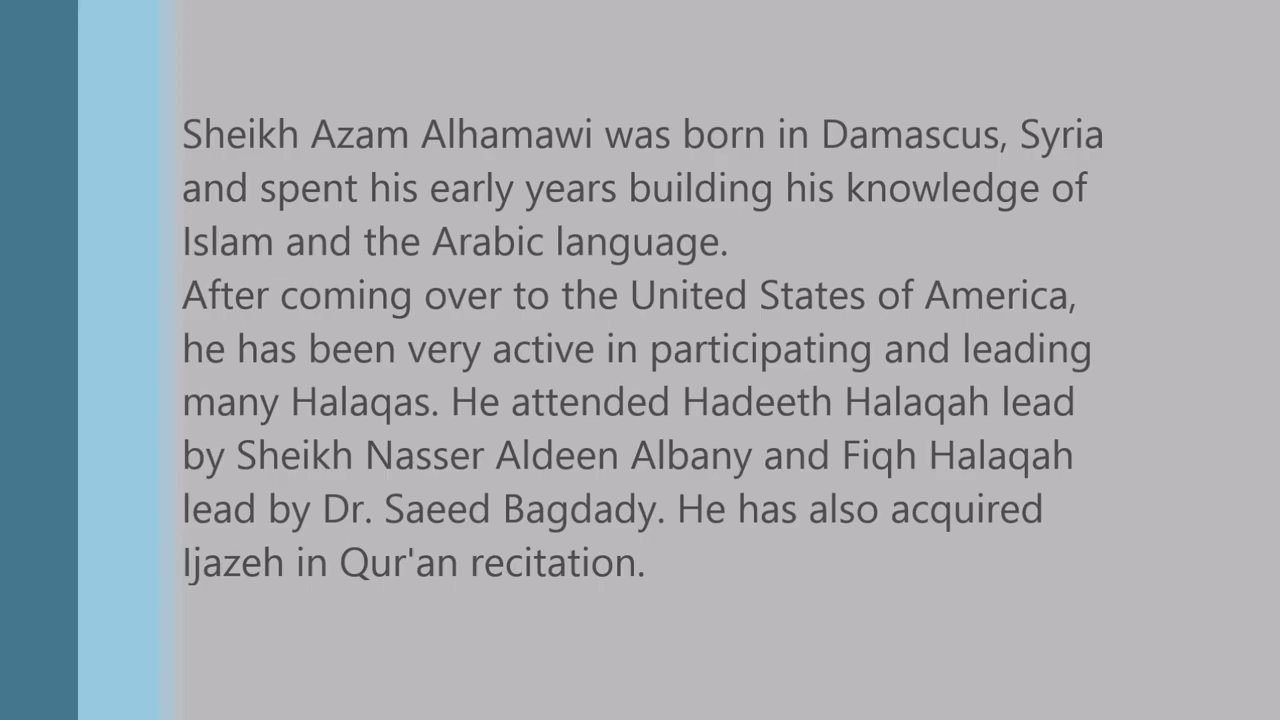 Sheikh Azam Alhamawi was born in Damascus, Syria
and spent his early years building his knowledge of
Islam and the Arabic language.
After coming over to the United States of America,
he has been very active in participating and leading
many Halaqas. He attended Hadeeth Halaqah lead
by Sheikh Nasser Aldeen Albany and Fiqh Halaqah
lead by Dr. Saeed Bagdady. He has also acquired
Ijazeh in Qur'an recitation.